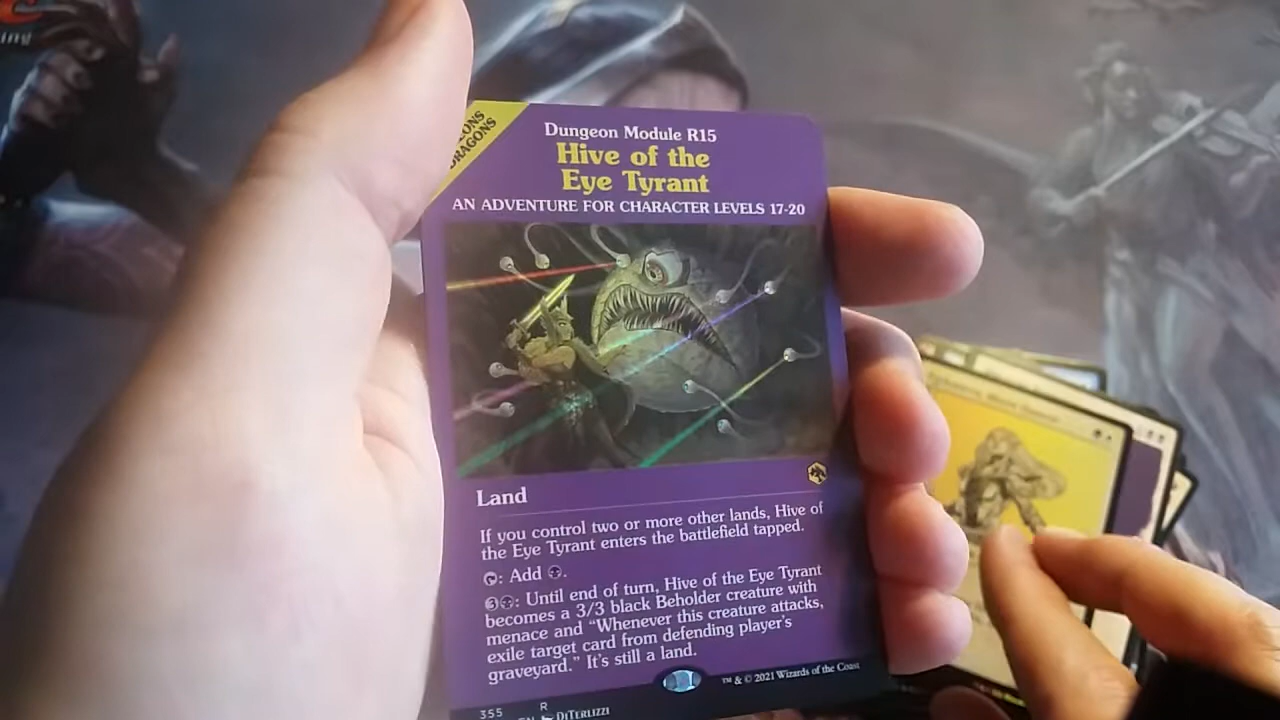 Dungeon Module R15
Hive of the
Eye Tyrant
AN ADVENTURE FOR CHARACTER LEVELS 17-20
Land
If you control two or more other lands, Hive of
the Eye Tyrant enters the battlefield tapped.
: Add .
3: Until end of turn, Hive of the Eye Tyrant
becomes a 3/3 black Beholder creature with
menace and “Whenever this creature attacks,
exile target card from defending player's
graveyard.” It's still a land.
™ & © 2021 Wizards of the Coast
355 R
EN DiTerlizzi